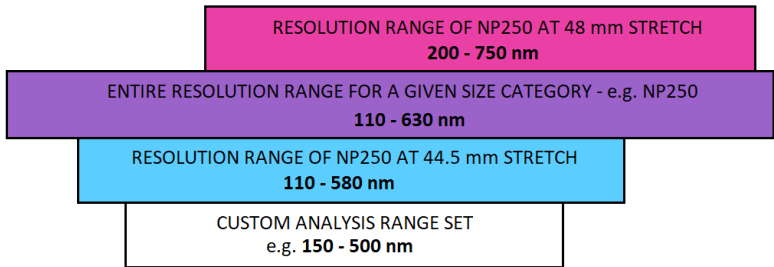 RESOLUTION RANGE OF NP250 AT 48 mm STRETCH
200 - 750 nm
ENTIRE RESOLUTION RANGE FOR A GIVEN SIZE CATEGORY - e.g. NP250
110 - 630 nm
RESOLUTION RANGE OF NP250 AT 44.5 mm STRETCH
110 - 580 nm
CUSTOM ANALYSIS RANGE SET
e.g. 150 - 500 nm